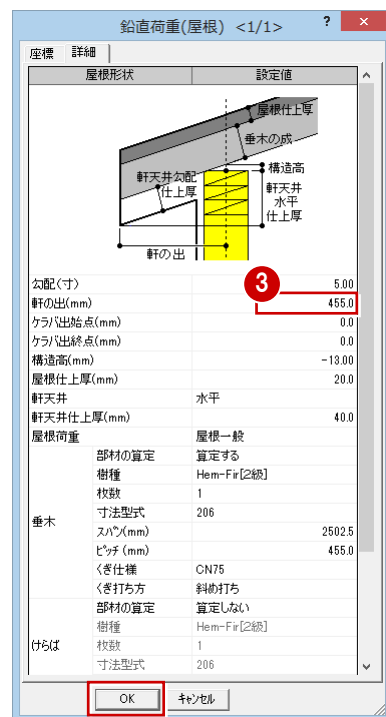 鉛直荷重(屋根) <1/1> ? ×
座標 詳細
屋根形状 設定値
屋根仕上厚
垂木の成
構造高
軒天井勾配
仕上厚
軒天井
水平
仕上厚
軒の出
勾配(寸) 5.00
3
軒の出(mm) 455.0
ケラバ出始点(mm) 0.0
ケラバ出終点(mm) 0.0
構造高(mm) -13.00
屋根仕上厚(mm) 20.0
軒天井 水平
軒天井仕上厚(mm) 40.0
屋根荷重 屋根一般
垂木
部材の算定 算定する
樹種 Hem-Fir[2級]
枚数 1
寸法型式 206
スパン(mm) 2502.5
ピッチ(mm) 455.0
くぎ仕様 CN75
くぎ打ち方 斜め打ち
けらば
部材の算定 算定しない
樹種 Hem-Fir[2級]
枚数 1
寸法型式 206
OK キャンセル